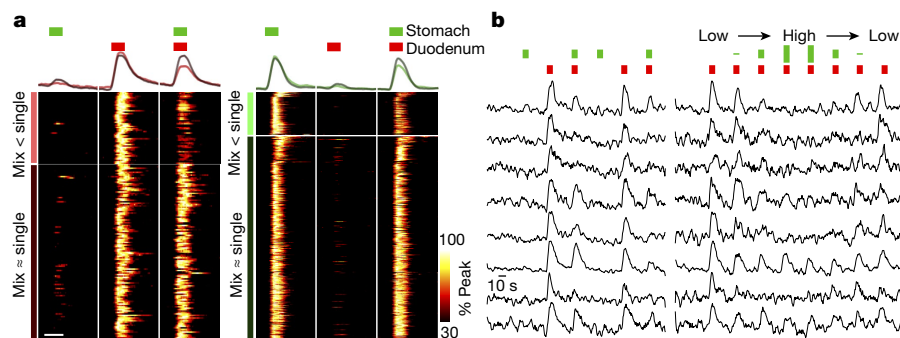 a
Stomach
Duodenum
Mix < single
Mix ≈ single
Mix < single
Mix ≈ single
100
% Peak
30
b
Low → High → Low
10 s